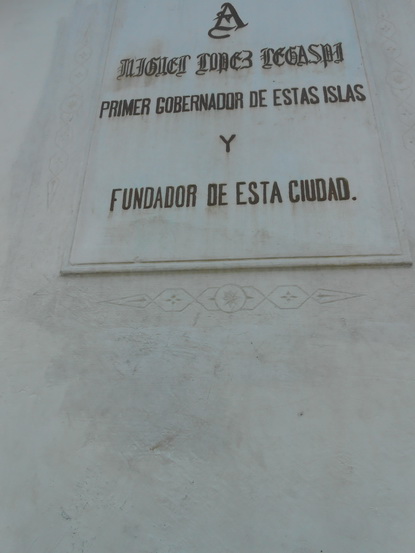 A
MIGUEL LOPEZ LEGASPI
PRIMER GOBERNADOR DE ESTAS ISLAS
Y
FUNDADOR DE ESTA CIUDAD.